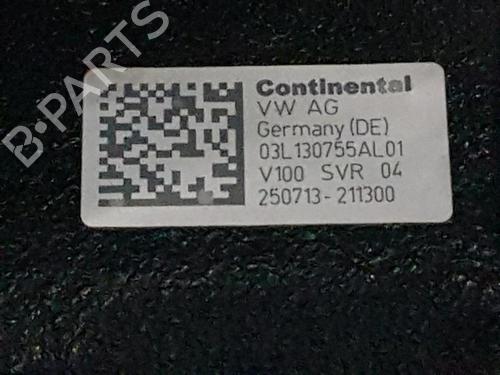 Continental
VW AG
Germany (DE)
03L130755AL01
V100 SVR 04
250713-211300
B-PARTS